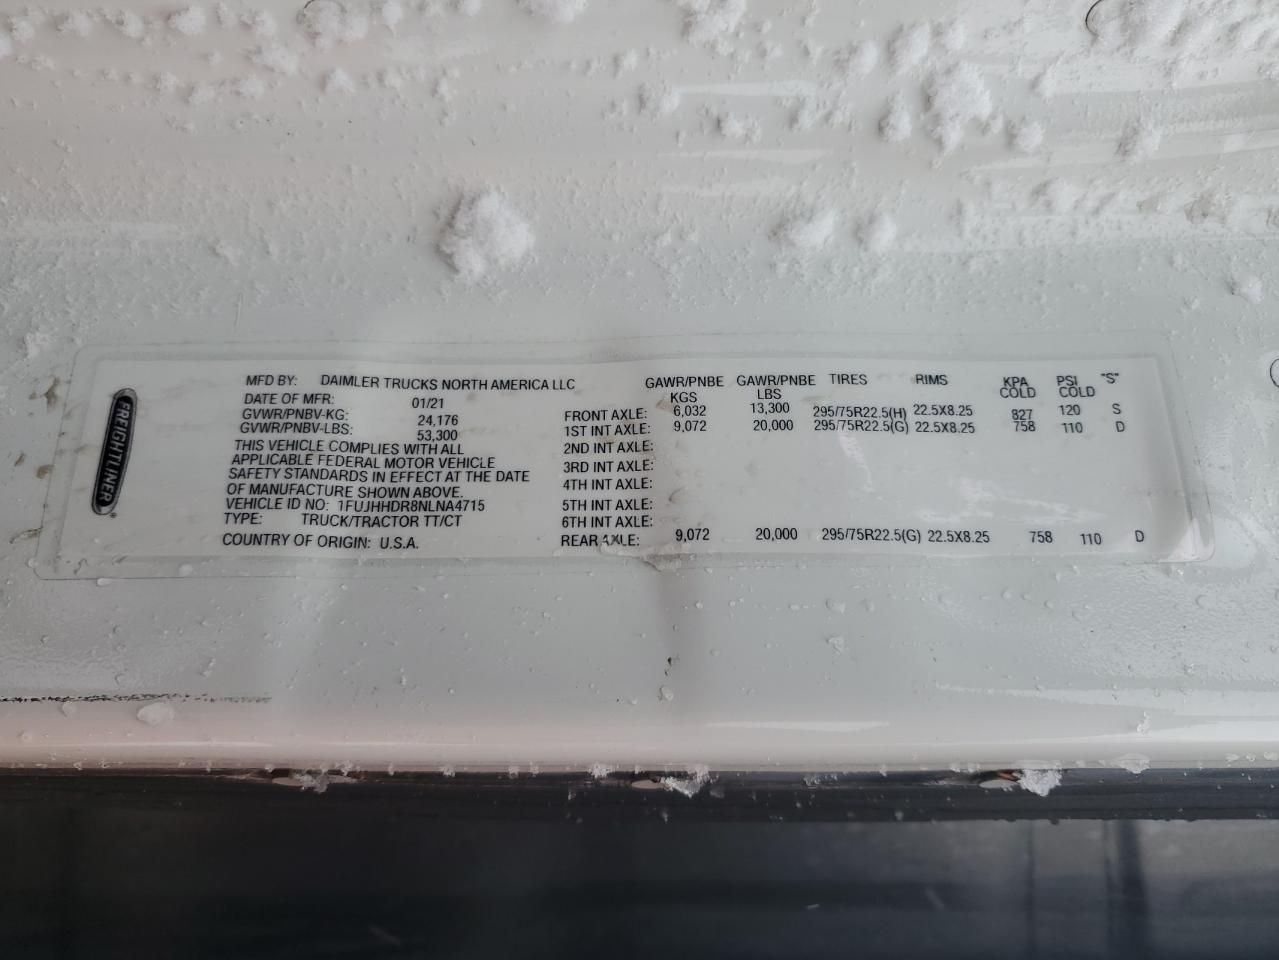 FREIGHTLINER
MFD BY: DAIMLER TRUCKS NORTH AMERICA LLC
DATE OF MFR: 01/21
GVWR/PNBV-KG: 24,176
GVWR/PNBV-LBS: 53,300
THIS VEHICLE COMPLIES WITH ALL
APPLICABLE FEDERAL MOTOR VEHICLE
SAFETY STANDARDS IN EFFECT AT THE DATE
OF MANUFACTURE SHOWN ABOVE.
VEHICLE ID NO: 1FUJHHDR8NLNA4715
TYPE: TRUCK/TRACTOR TT/CT
COUNTRY OF ORIGIN: U.S.A.
GAWR/PNBE GAWR/PNBE TIRES RIMS KPA PSI "S"
KGS LBS COLD COLD
FRONT AXLE: 6,032 13,300 295/75R22.5(H) 22.5X8.25 827 120 S
1ST INT AXLE: 9,072 20,000 295/75R22.5(G) 22.5X8.25 758 110 D
2ND INT AXLE:
3RD INT AXLE:
4TH INT AXLE:
5TH INT AXLE:
6TH INT AXLE:
REAR AXLE: 9,072 20,000 295/75R22.5(G) 22.5X8.25 758 110 D